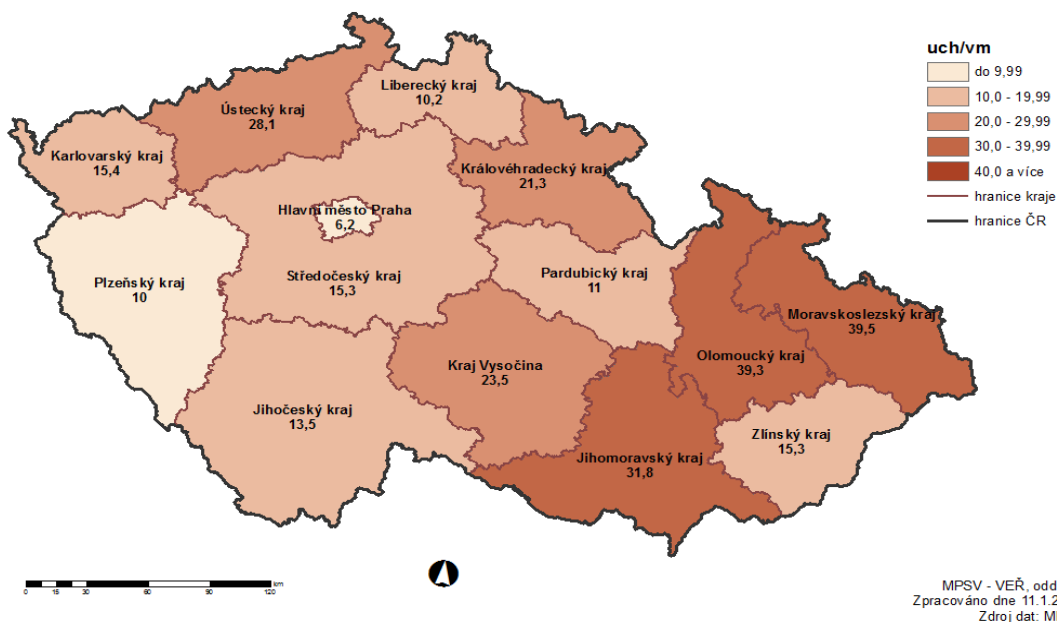 uch/vm
do 9,99
10,0 - 19,99
20,0 - 29,99
30,0 - 39,99
40,0 a více
hranice kraje
hranice ČR
Liberecký kraj
10,2
Ústecký kraj
28,1
Karlovarský kraj
15,4
Královéhradecký kraj
21,3
Hlavní město Praha
6,2
Plzeňský kraj
10
Středočeský kraj
15,3
Pardubický kraj
11
Moravskoslezský kraj
39,5
Olomoucký kraj
39,3
Kraj Vysočina
23,5
Jihočeský kraj
13,5
Zlínský kraj
15,3
Jihomoravský kraj
31,8
km
0 15 30 60 90 120
MPSV - VEŘ, odd
Zpracováno dne 11.1.2
Zdroj dat: M